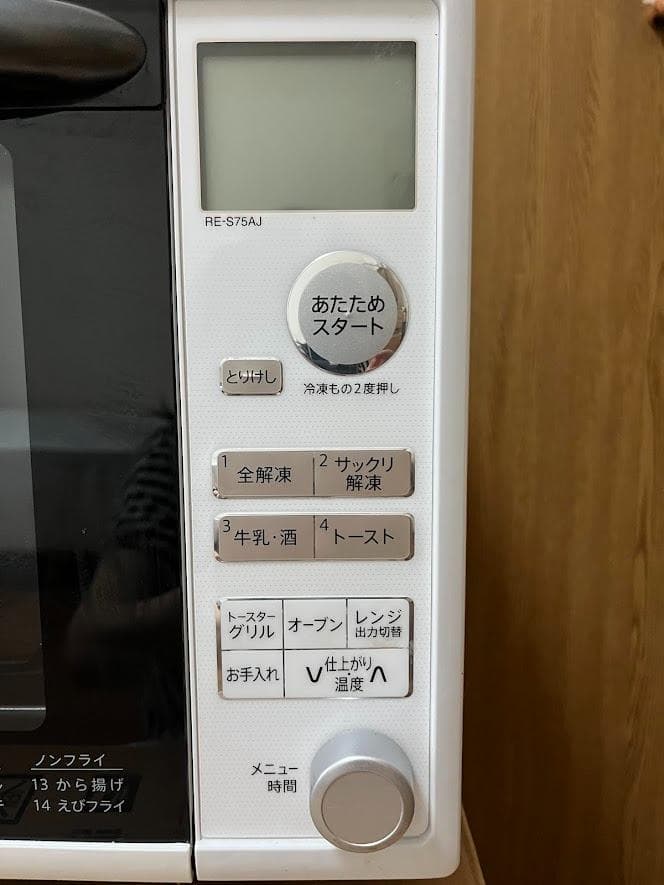 RE-S75AJ
あたため
スタート
とりけし
冷凍もの2度押し
1 全解凍
2 サックリ
解凍
3 牛乳・酒
4 トースト
トースター
グリル
オーブン
レンジ
出力切替
お手入れ
∨ 仕上がり ∧
温度
メニュー
時間
ノンフライ
13 から揚げ
14 えびフライ